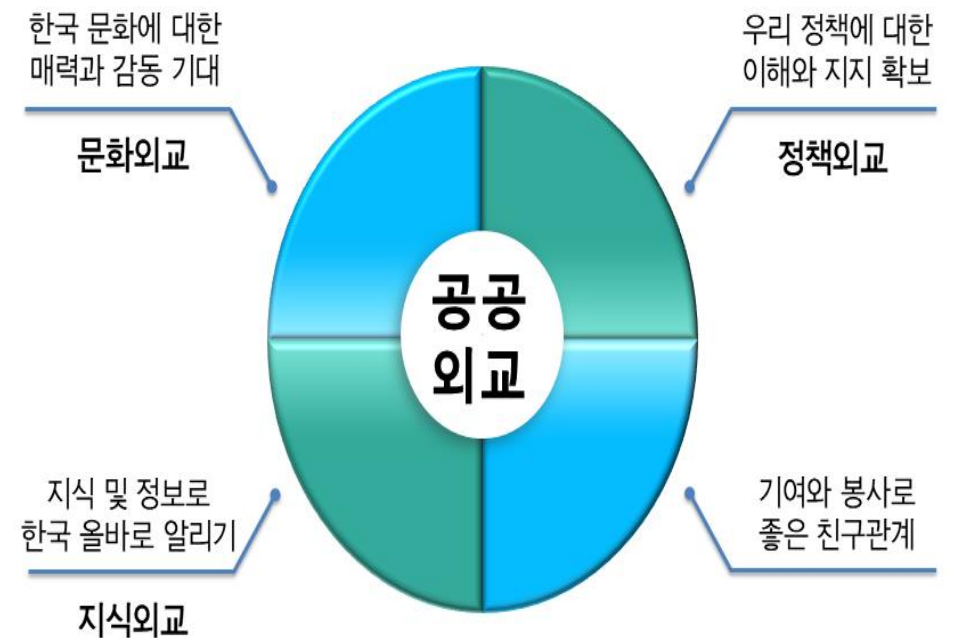 한국 문화에 대한
매력과 감동 기대
문화외교
우리 정책에 대한
이해와 지지 확보
정책외교
공공
외교
지식 및 정보로
한국 올바로 알리기
지식외교
기여와 봉사로
좋은 친구관계